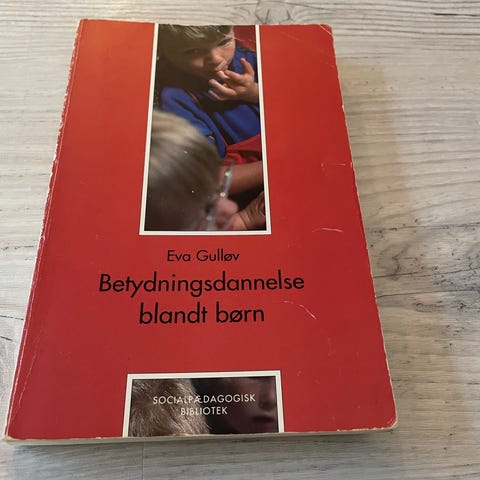 Eva Gulløv
Betydningsdannelse
blandt børn
SOCIALPÆDAGOGISK
BIBLIOTEK